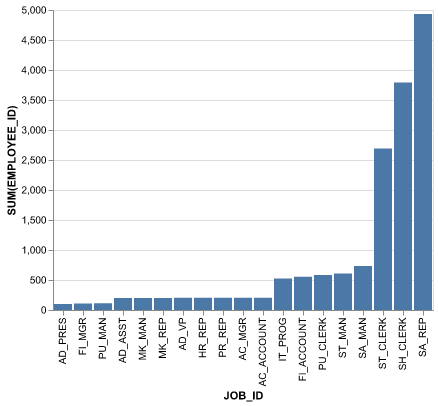 5,000
4,500
4,000
3,500
3,000
2,500
2,000
1,500
1,000
500
0
SUM(EMPLOYEE_ID)
AD_PRES
FI_MGR
PU_MAN
AD_ASST
MK_MAN
MK_REP
AD_VP
HR_REP
PR_REP
AC_MGR
AC_ACCOUNT
IT_PROG
FI_ACCOUNT
PU_CLERK
ST_MAN
SA_MAN
ST_CLERK
SH_CLERK
SA_REP
JOB_ID